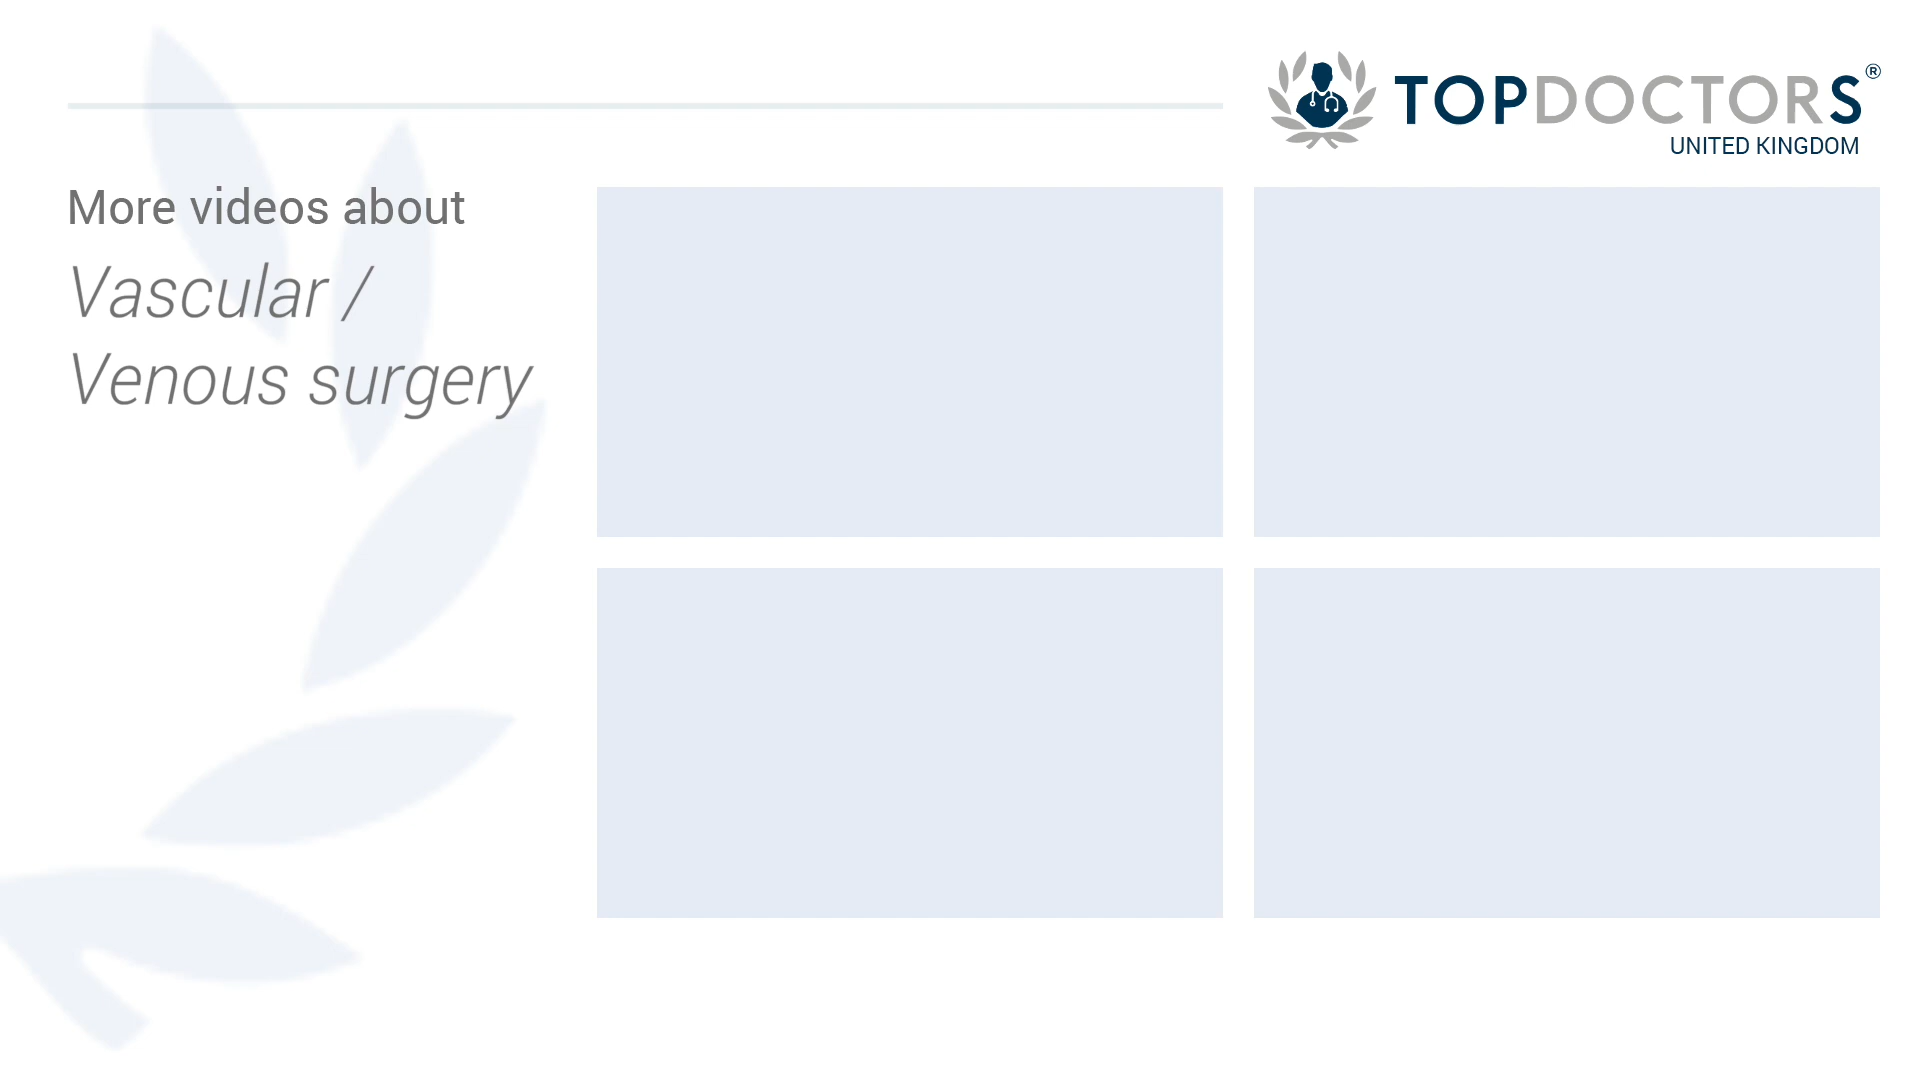 TOPDOCTORS®
UNITED KINGDOM
More videos about
Vascular /
Venous surgery